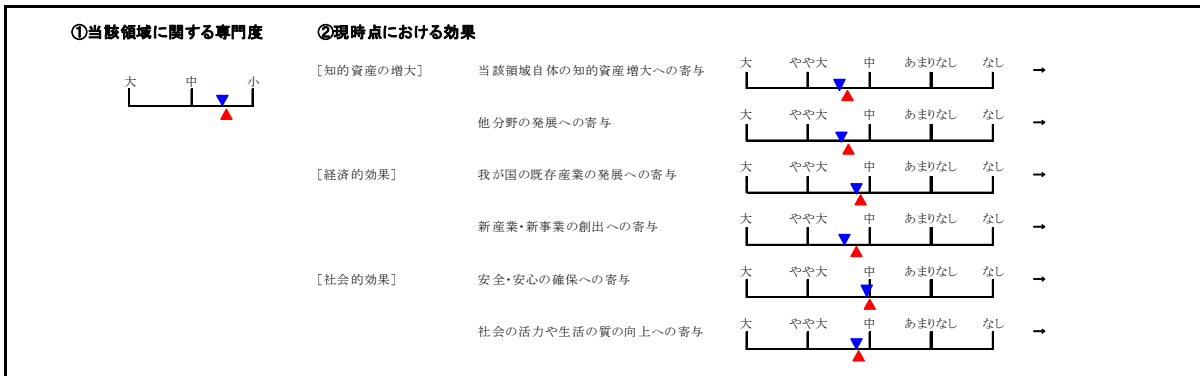 ①当該領域に関する専門度
②現時点における効果
大 中 小
[知的資産の増大] 当該領域自体の知的資産増大への寄与 大 やや大 中 あまりなし なし →
他分野の発展への寄与 大 やや大 中 あまりなし なし →
[経済的効果] 我が国の既存産業の発展への寄与 大 やや大 中 あまりなし なし →
新産業・新事業の創出への寄与 大 やや大 中 あまりなし なし →
[社会的効果] 安全・安心の確保への寄与 大 やや大 中 あまりなし なし →
社会の活力や生活の質の向上への寄与 大 やや大 中 あまりなし なし →